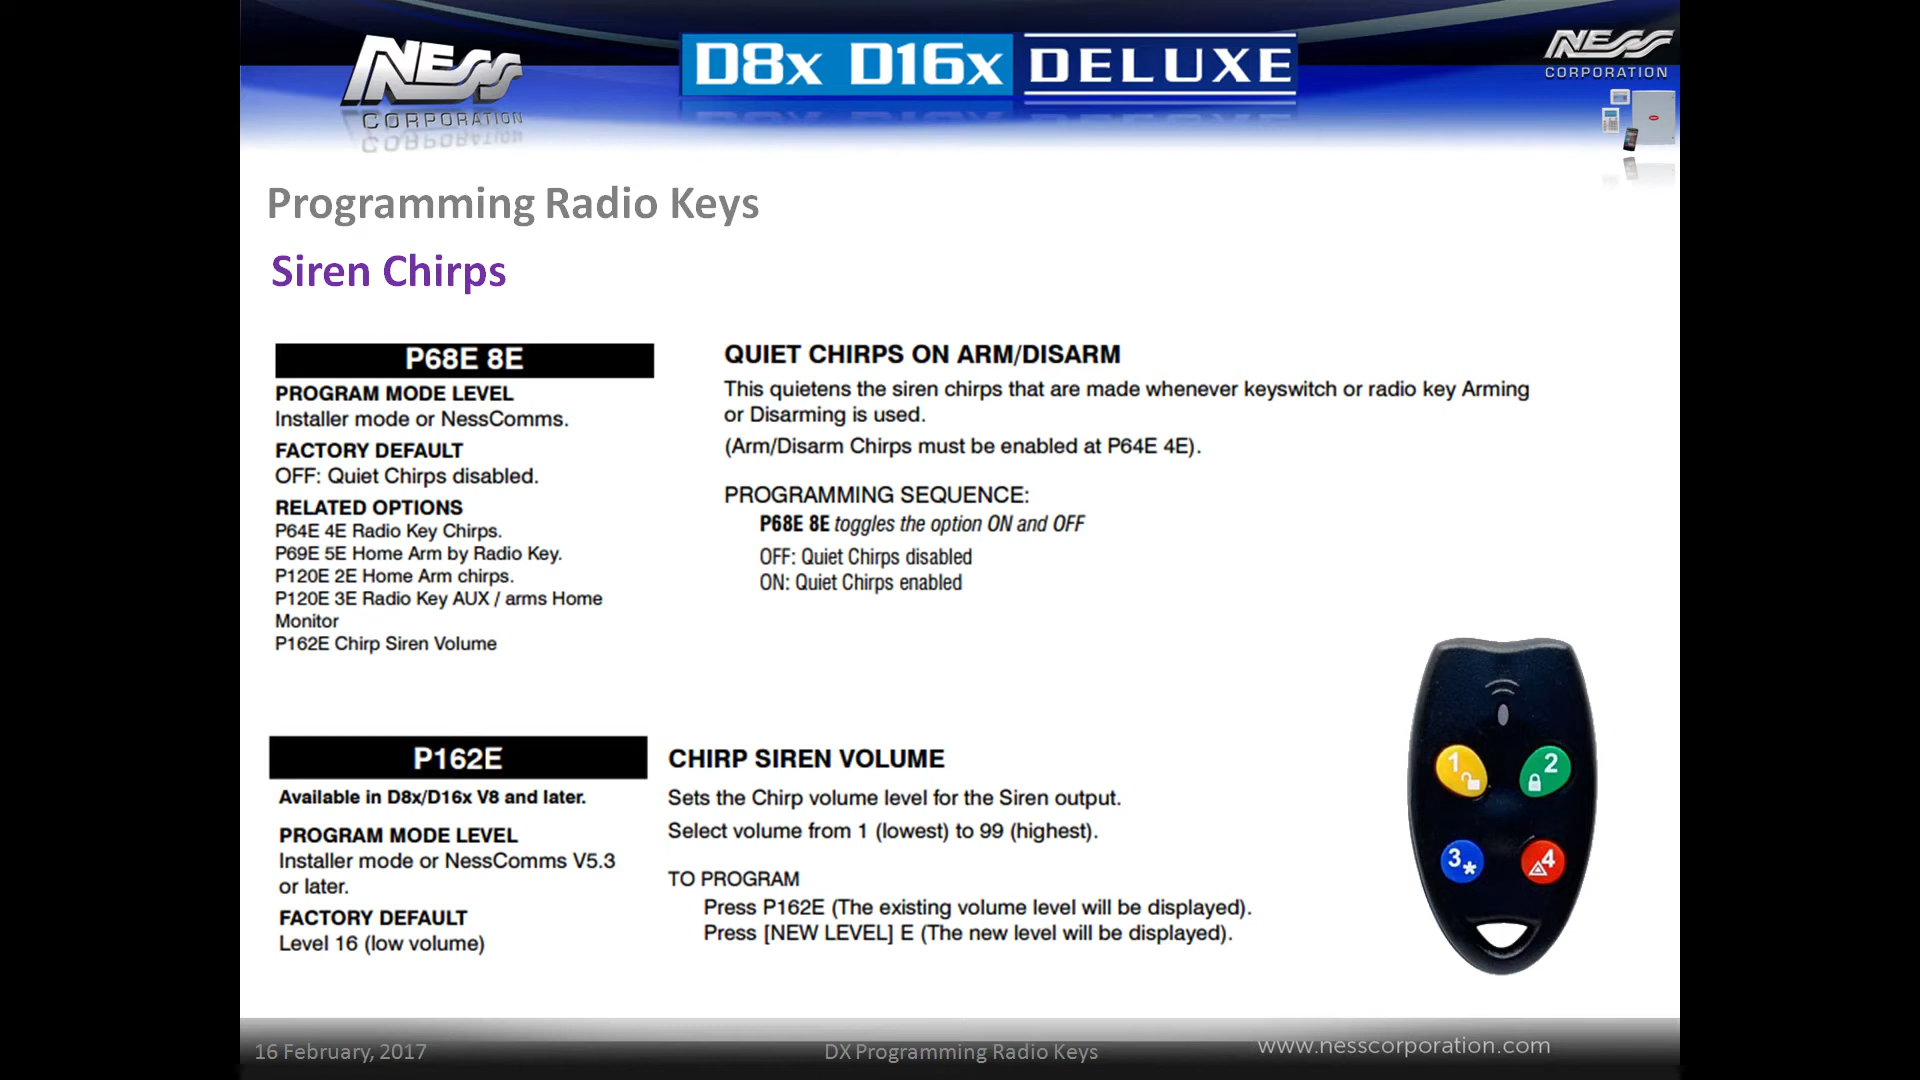 NESS
CORPORATION
D8x D16x DELUXE
NESS
CORPORATION
Programming Radio Keys
Siren Chirps
P68E 8E
PROGRAM MODE LEVEL
Installer mode or NessComms.
FACTORY DEFAULT
OFF: Quiet Chirps disabled.
RELATED OPTIONS
P64E 4E Radio Key Chirps.
P69E 5E Home Arm by Radio Key.
P120E 2E Home Arm chirps.
P120E 3E Radio Key AUX / arms Home
Monitor
P162E Chirp Siren Volume
QUIET CHIRPS ON ARM/DISARM
This quietens the siren chirps that are made whenever keyswitch or radio key Arming
or Disarming is used.
(Arm/Disarm Chirps must be enabled at P64E 4E).
PROGRAMMING SEQUENCE:
P68E 8E toggles the option ON and OFF
OFF: Quiet Chirps disabled
ON: Quiet Chirps enabled
P162E
Available in D8x/D16x V8 and later.
PROGRAM MODE LEVEL
Installer mode or NessComms V5.3
or later.
FACTORY DEFAULT
Level 16 (low volume)
CHIRP SIREN VOLUME
Sets the Chirp volume level for the Siren output.
Select volume from 1 (lowest) to 99 (highest).
TO PROGRAM
Press P162E (The existing volume level will be displayed).
Press [NEW LEVEL] E (The new level will be displayed).
1
2
3*
4
16 February, 2017
DX Programming Radio Keys
www.nesscorporation.com